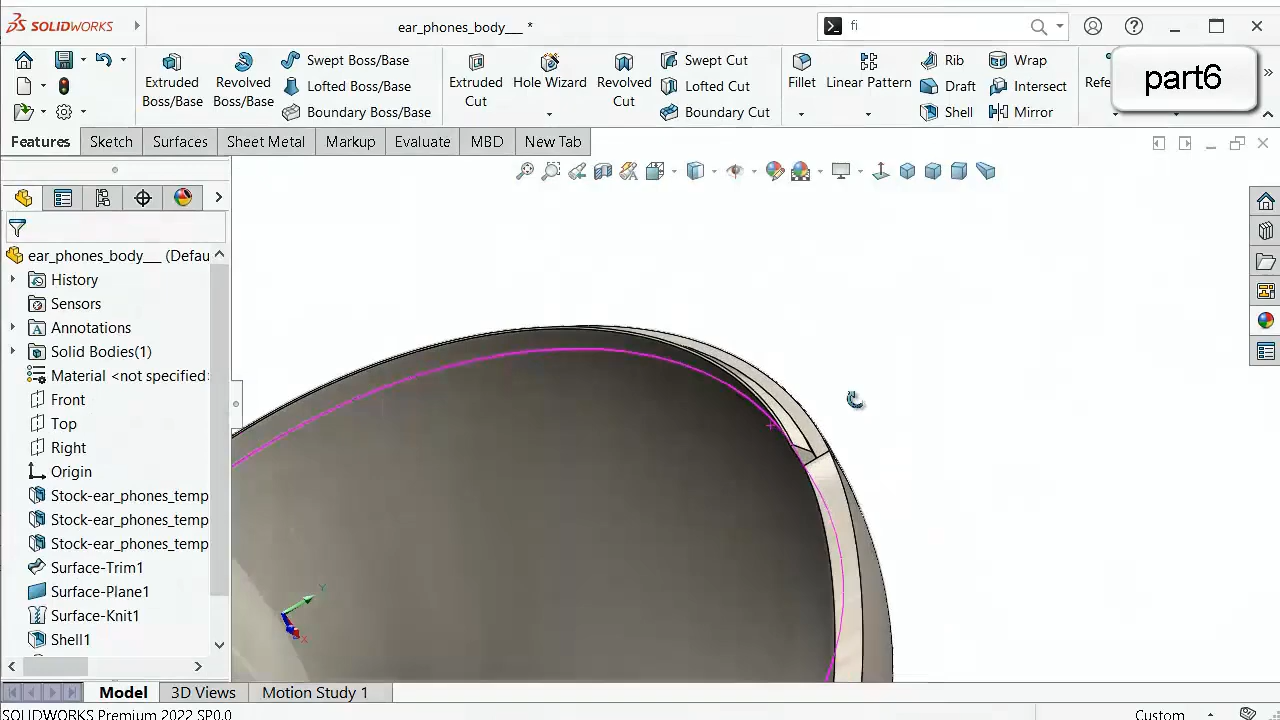 SOLIDWORKS
ear_phones_body___ *
fi
part6
Extruded Boss/Base
Revolved Boss/Base
Swept Boss/Base
Lofted Boss/Base
Boundary Boss/Base
Extruded Cut
Hole Wizard
Revolved Cut
Swept Cut
Lofted Cut
Boundary Cut
Fillet
Linear Pattern
Rib
Draft
Shell
Wrap
Intersect
Mirror
Refe
Features
Sketch
Surfaces
Sheet Metal
Markup
Evaluate
MBD
New Tab
ear_phones_body___ (Defau
History
Sensors
Annotations
Solid Bodies(1)
Material <not specified>
Front
Top
Right
Origin
Stock-ear_phones_temp
Stock-ear_phones_temp
Stock-ear_phones_temp
Surface-Trim1
Surface-Plane1
Surface-Knit1
Shell1
Y
X
Model
3D Views
Motion Study 1
SOLIDWORKS Premium 2022 SP0.0
Custom